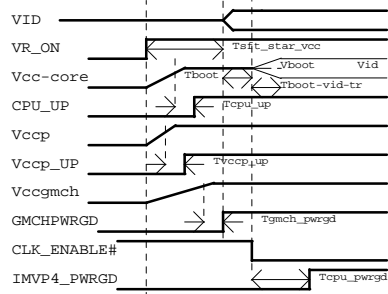 VID
VR_ON Tsft_star_vcc
Vcc-core Tboot Vboot Vid
Tboot-vid-tr
CPU_UP Tcpu_up
Vccp
Vccp_UP Tvccp_up
Vccgmch
GMCHPWRGD Tgmch_pwrgd
CLK_ENABLE#
IMVP4_PWRGD Tcpu_pwrgd